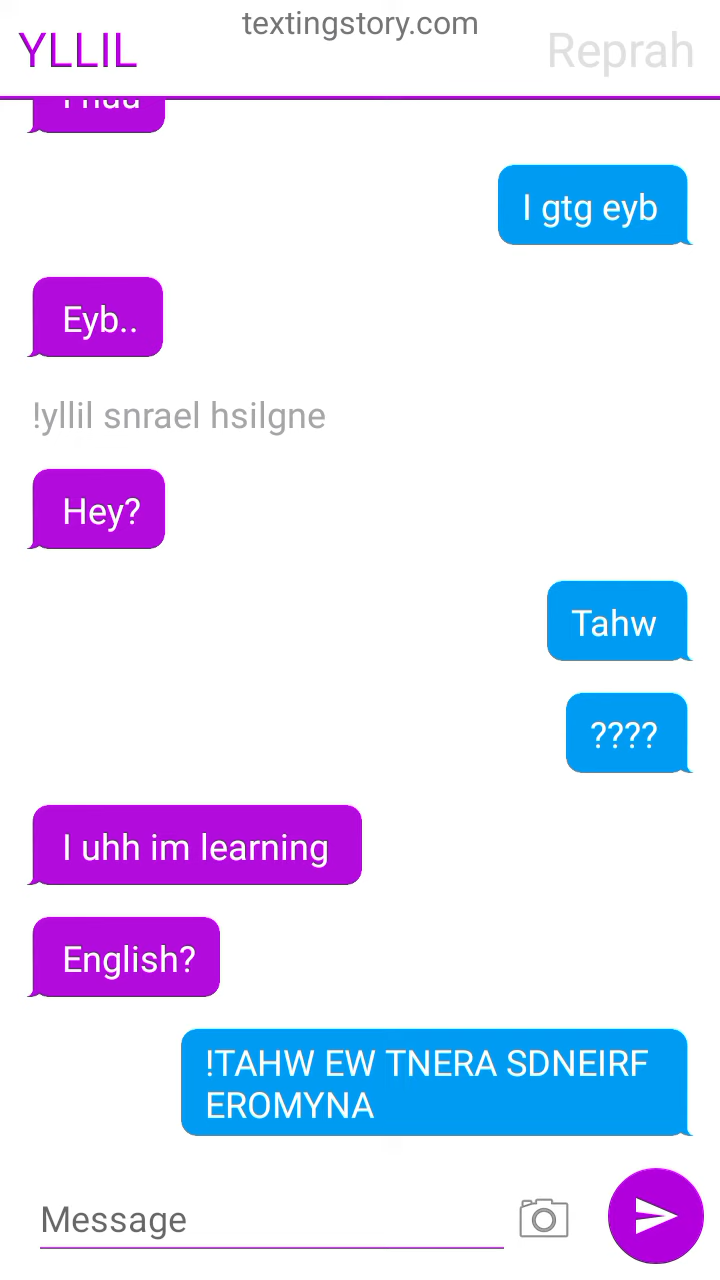 textingstory.com
YLLIL
Reprah
I gtg eyb
Eyb..
!yllil snrael hsilgne
Hey?
Tahw
????
I uhh im learning
English?
!TAHW EW TNERA SDNEIRF
EROMYNA
Message